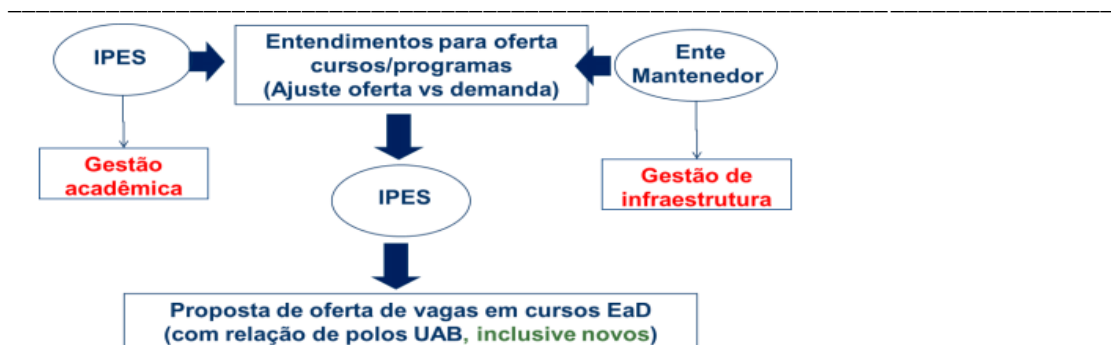 IPES
Entendimentos para oferta
cursos/programas
(Ajuste oferta vs demanda)
Ente
Mantenedor
Gestão
acadêmica
IPES
Gestão de
infraestrutura
Proposta de oferta de vagas em cursos EaD
(com relação de polos UAB, inclusive novos)